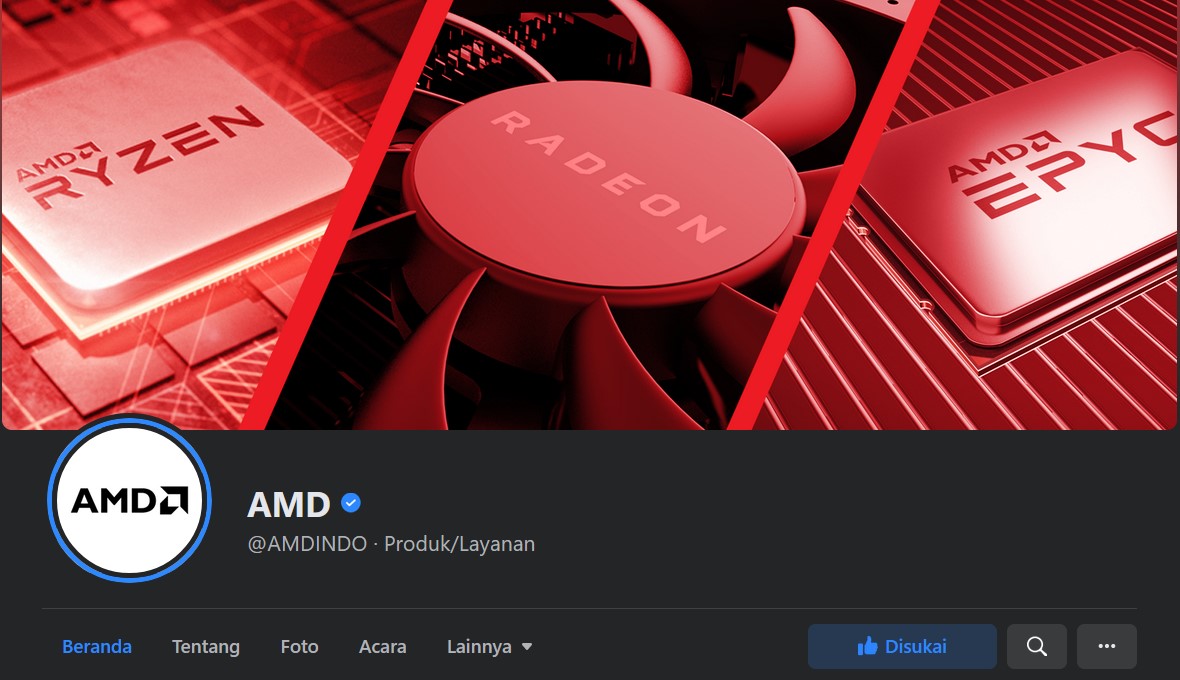 AMD
RYZEN
RADEON
AMD
EPYC
AMD
AMD
@AMDINDO · Produk/Layanan
Beranda Tentang Foto Acara Lainnya Disukai